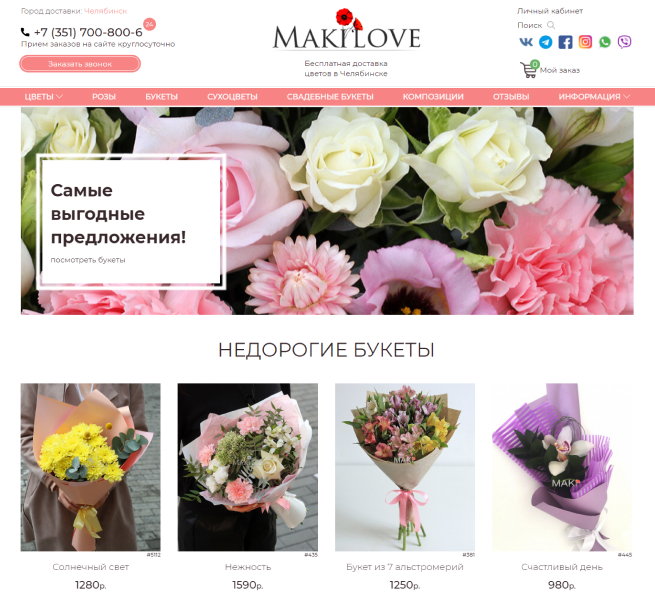 Город доставки: Челябинск
+7 (351) 700-800-6
24
Прием заказов на сайте круглосуточно
Заказать звонок
MAKILOVE
Бесплатная доставка
цветов в Челябинске
Личный кабинет
Поиск
0
Мой заказ
ЦВЕТЫ РОЗЫ БУКЕТЫ СУХОЦВЕТЫ СВАДЕБНЫЕ БУКЕТЫ КОМПОЗИЦИИ ОТЗЫВЫ ИНФОРМАЦИЯ
Самые
выгодные
предложения!
посмотреть букеты
НЕДОРОГИЕ БУКЕТЫ
МАКІ
МАКІ
#5112 #435 #381 #445
Солнечный свет Нежность Букет из 7 альстромерий Счастливый день
1280р. 1590р. 1250р. 980р.